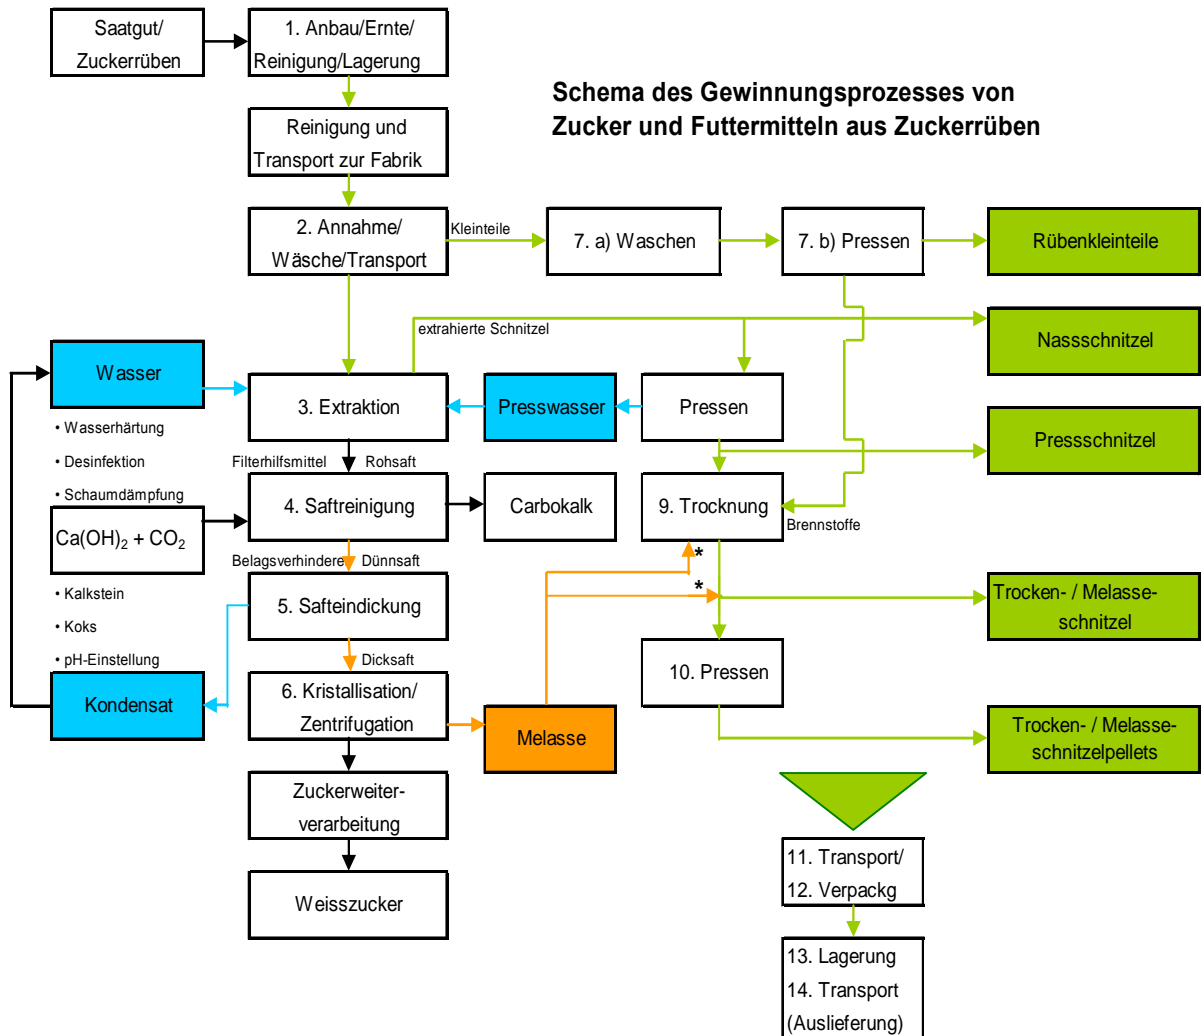 Saatgut/
Zuckerrüben
1. Anbau/Ernte/
Reinigung/Lagerung
Schema des Gewinnungsprozesses von
Zucker und Futtermitteln aus Zuckerrüben
Reinigung und
Transport zur Fabrik
2. Annahme/
Wäsche/Transport
Kleinteile
7. a) Waschen
7. b) Pressen
Rübenkleinteile
extrahierte Schnitzel
Nassschnitzel
Wasser
3. Extraktion
Presswasser
Pressen
Pressschnitzel
• Wasserhärtung
• Desinfektion
• Schaumdämpfung
Filterhilfsmittel
Rohsaft
4. Saftreinigung
Carbokalk
9. Trocknung
Brennstoffe
Ca(OH)₂ + CO₂
Belagsverhindere
Dünnsaft
*
*
• Kalkstein
• Koks
• pH-Einstellung
5. Safteindickung
Trocken- / Melasse-
schnitzel
Dicksaft
10. Pressen
Kondensat
6. Kristallisation/
Zentrifugation
Melasse
Trocken- / Melasse-
schnitzelpellets
Zuckerweiter-
verarbeitung
11. Transport/
12. Verpackg
Weisszucker
13. Lagerung
14. Transport
(Auslieferung)